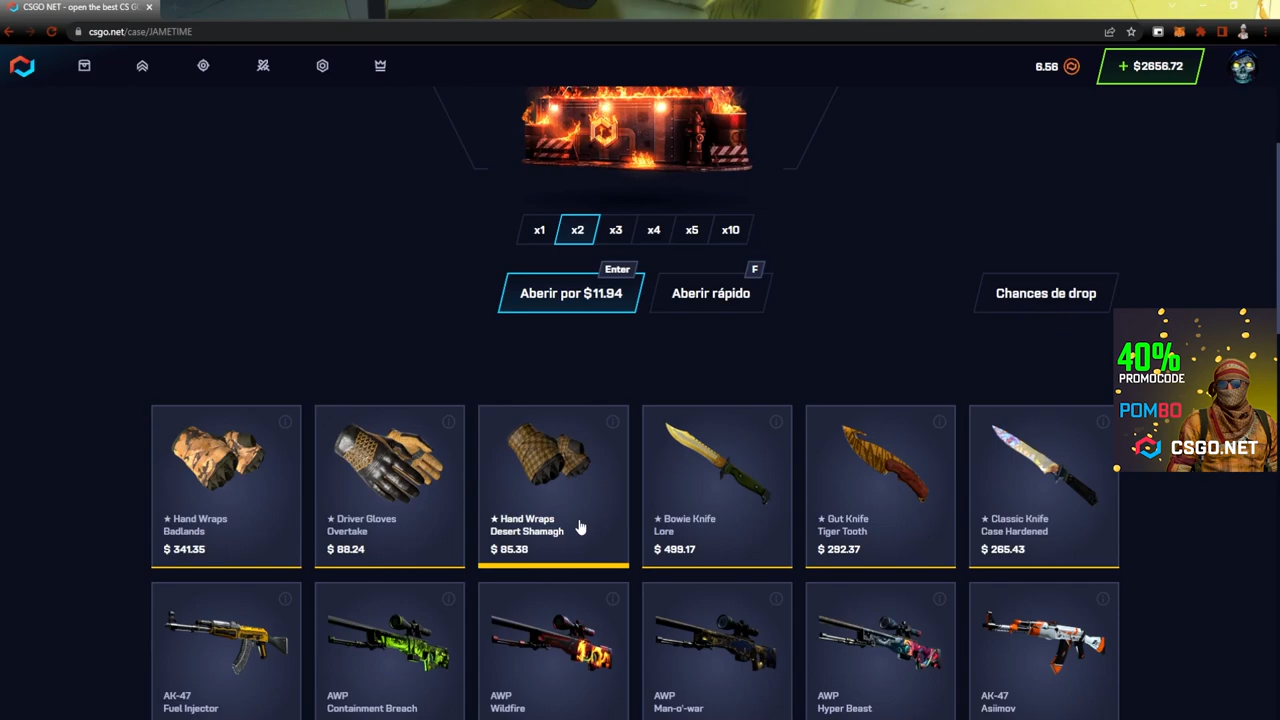 CSGO NET - open the best CS G
csgo.net/case/JAMETIME
6.56
+ $2656.72
x1 x2 x3 x4 x5 x10
Enter
F
Aberir por $11.94
Aberir rápido
Chances de drop
40%
PROMOCODE
POMBO
CSGO.NET
★ Hand Wraps
Badlands
$ 341.35
★ Driver Gloves
Overtake
$ 88.24
★ Hand Wraps
Desert Shamagh
$ 85.38
★ Bowie Knife
Lore
$ 499.17
★ Gut Knife
Tiger Tooth
$ 292.37
★ Classic Knife
Case Hardened
$ 265.43
AK-47
Fuel Injector
AWP
Containment Breach
AWP
Wildfire
AWP
Man-o'-war
AWP
Hyper Beast
AK-47
Asiimov